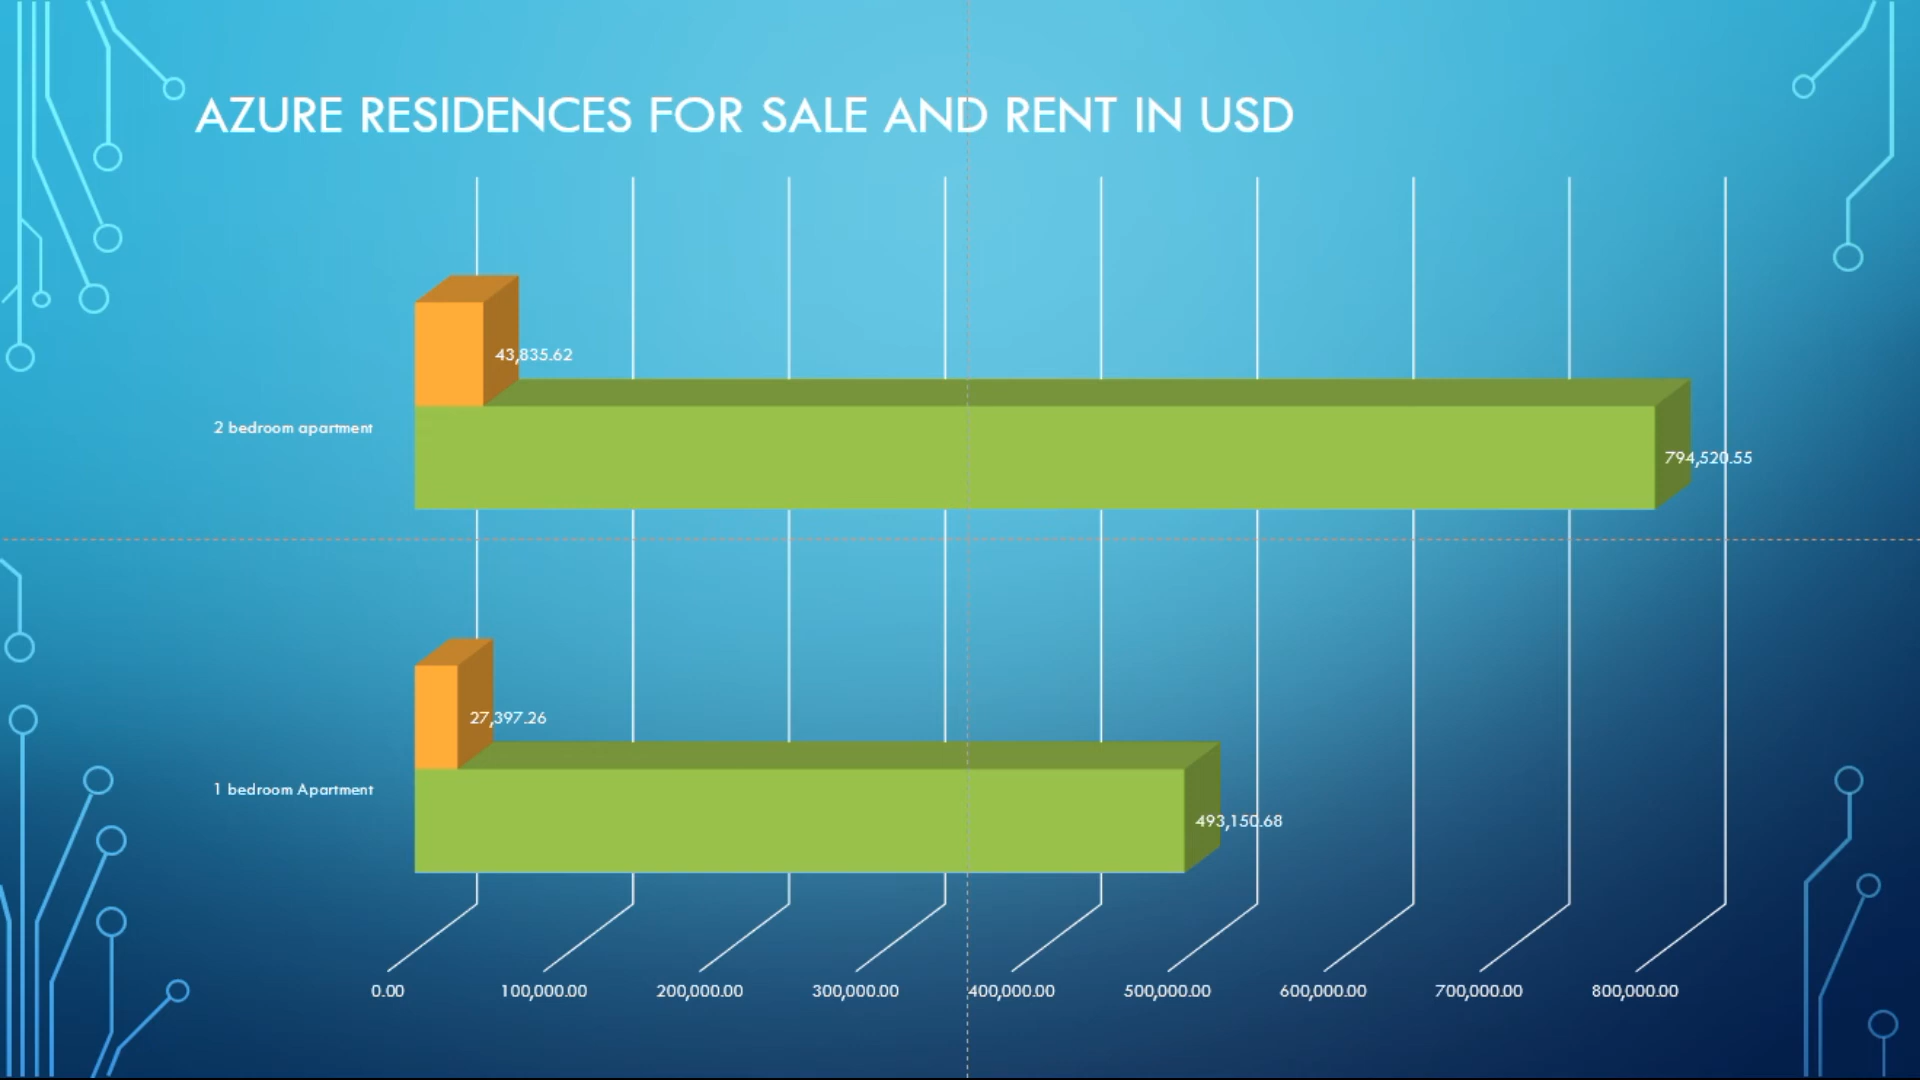 AZURE RESIDENCES FOR SALE AND RENT IN USD
43,835.62
2 bedroom apartment
794,520.55
27,397.26
1 bedroom Apartment
493,150.68
0.00 100,000.00 200,000.00 300,000.00 400,000.00 500,000.00 600,000.00 700,000.00 800,000.00